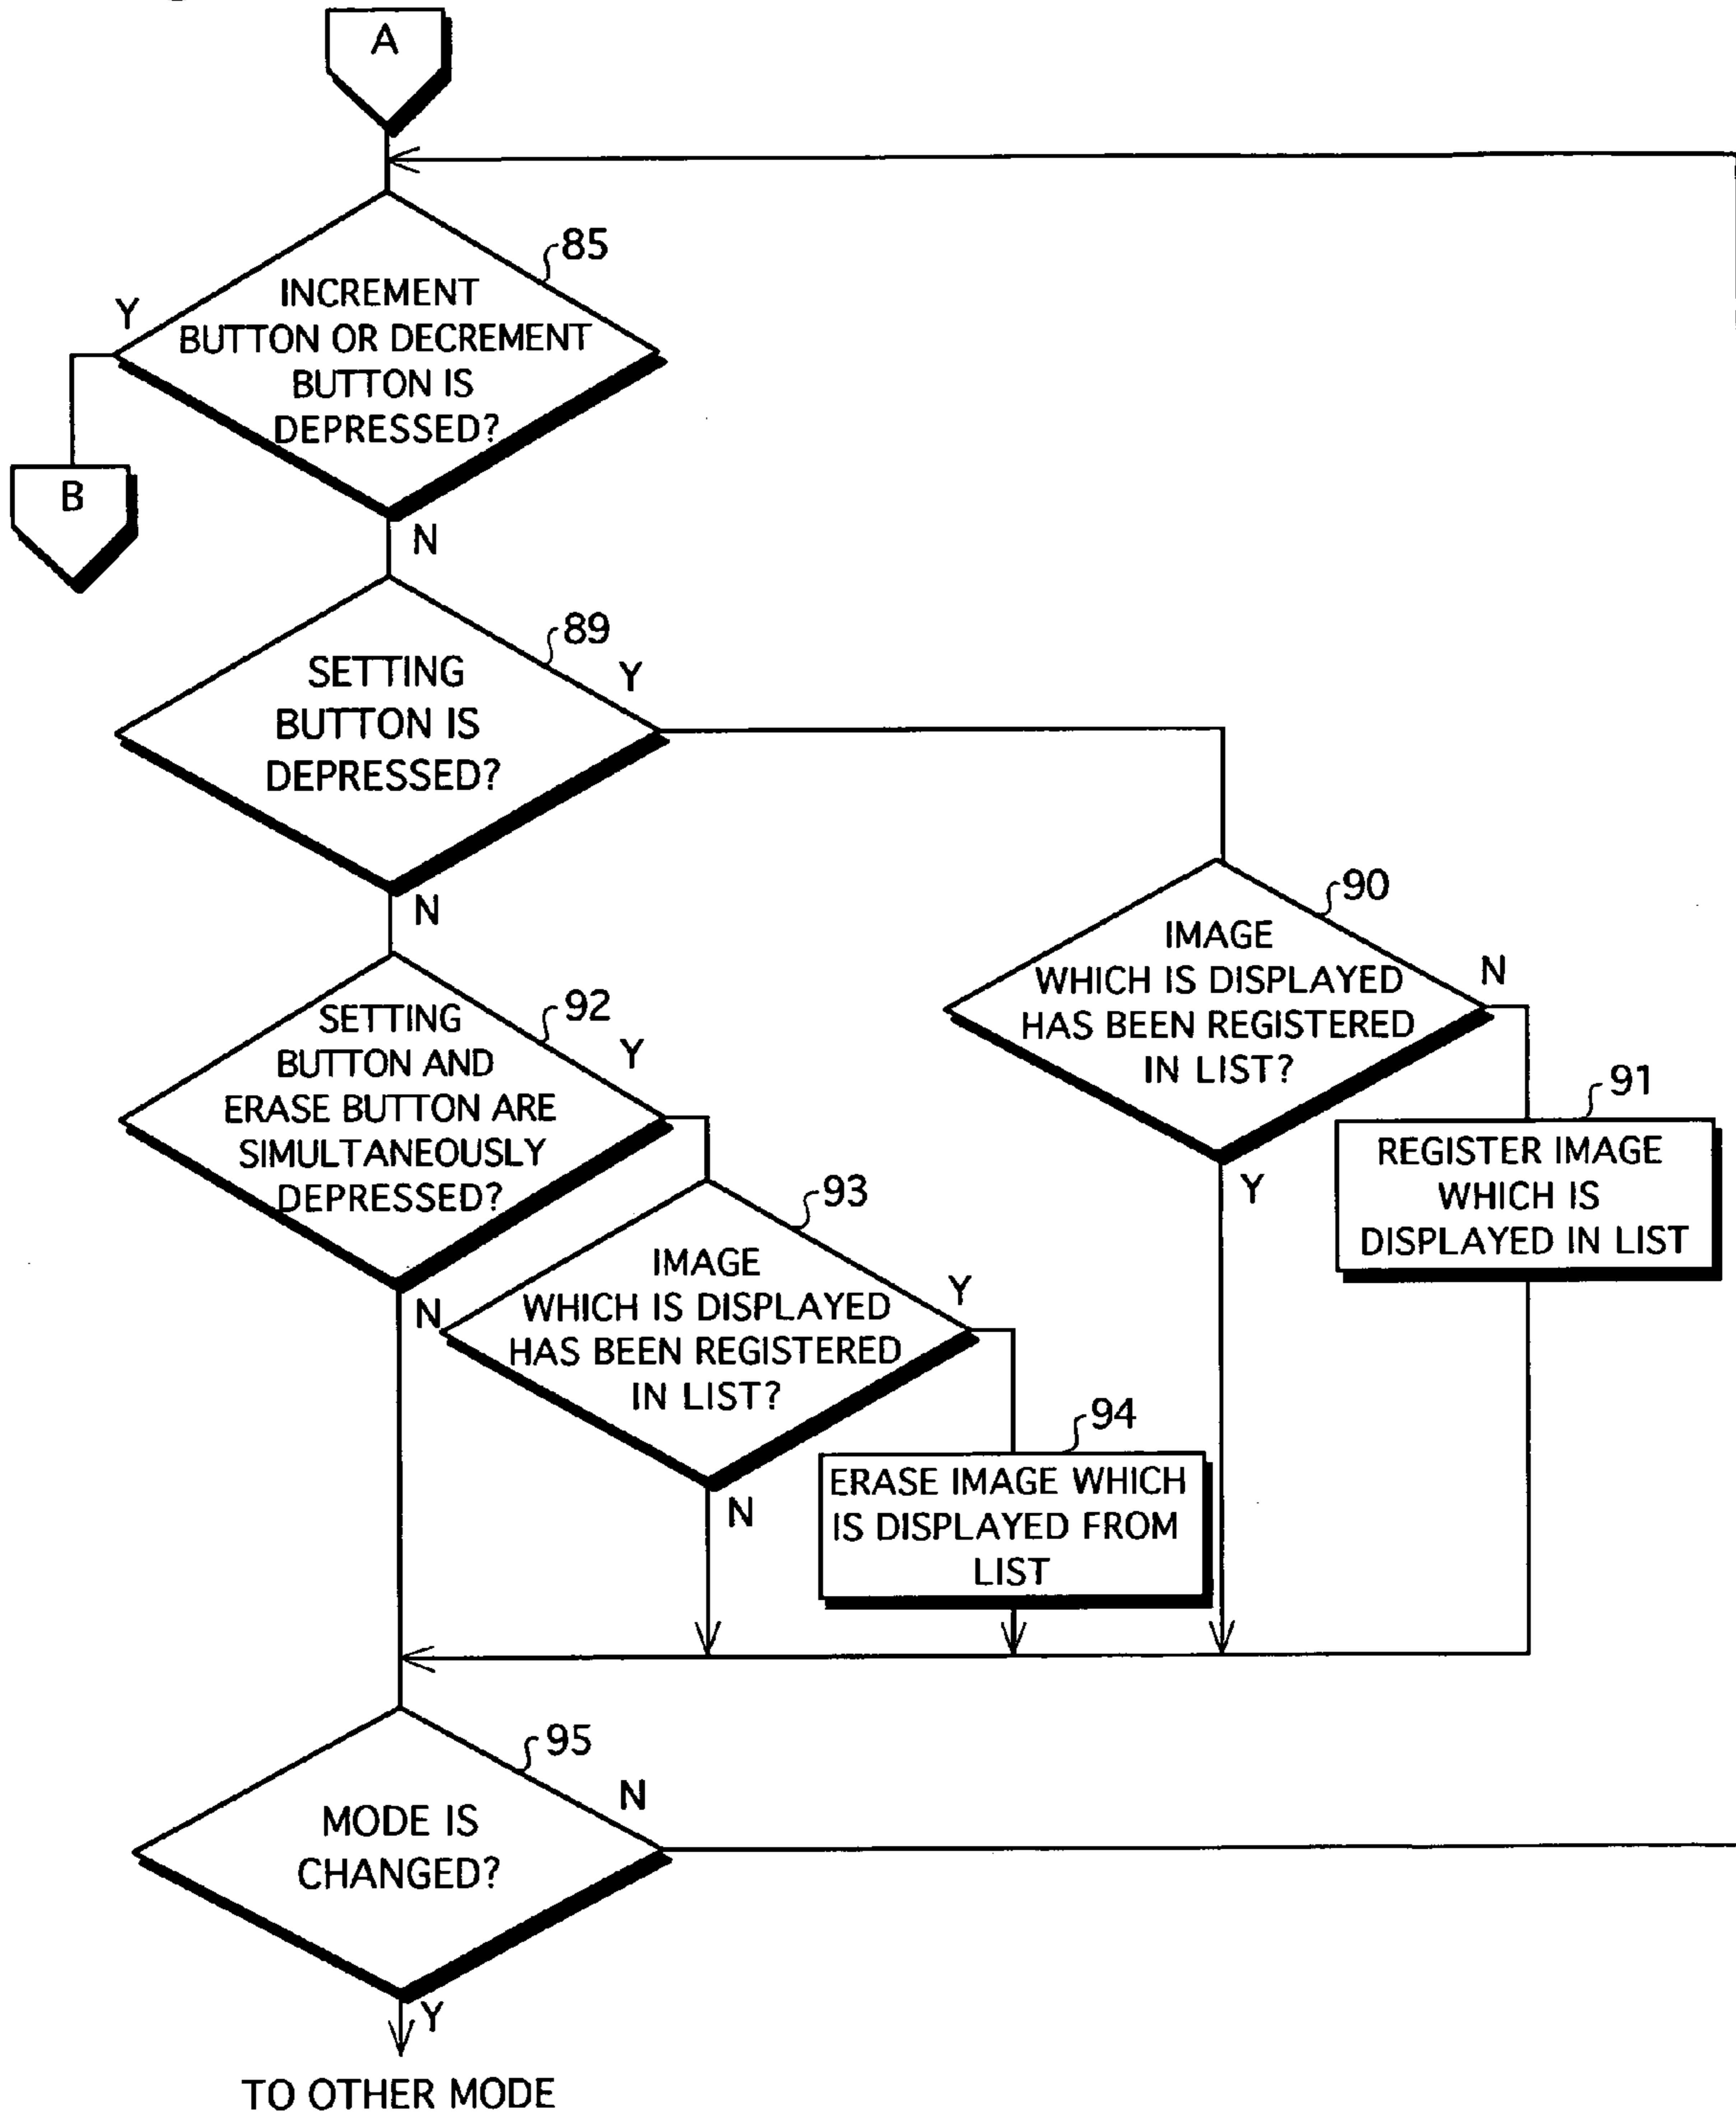 A
85
INCREMENT
BUTTON OR DECREMENT
BUTTON IS
DEPRESSED?
Y
B
N
89
SETTING
BUTTON IS
DEPRESSED?
Y
N
90
IMAGE
WHICH IS DISPLAYED
HAS BEEN REGISTERED
IN LIST?
N
Y
91
REGISTER IMAGE
WHICH IS
DISPLAYED IN LIST
92
SETTING
BUTTON AND
ERASE BUTTON ARE
SIMULTANEOUSLY
DEPRESSED?
Y
N
93
IMAGE
WHICH IS DISPLAYED
HAS BEEN REGISTERED
IN LIST?
Y
N
94
ERASE IMAGE WHICH
IS DISPLAYED FROM
LIST
95
MODE IS
CHANGED?
N
Y
TO OTHER MODE